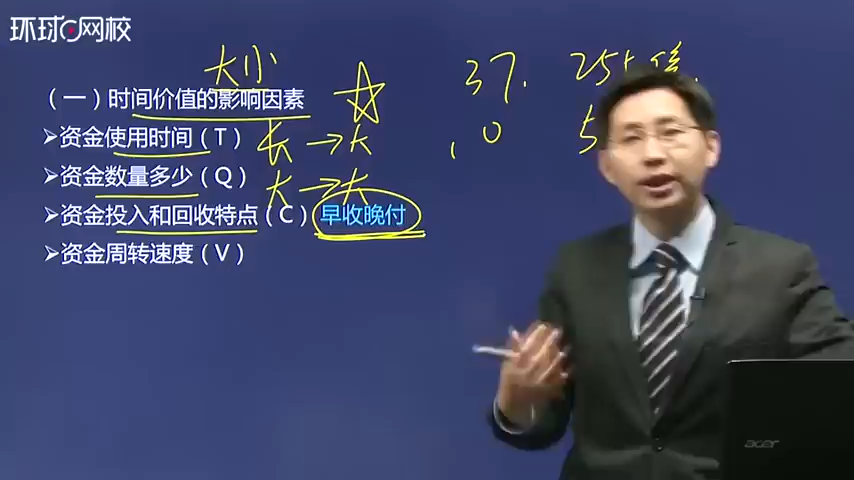 环球网校
大小
(一)时间价值的影响因素
➢资金使用时间(T) 长→大
➢资金数量多少(Q) 大→大
➢资金投入和回收特点(C)早收晚付
➢资金周转速度(V)
37.
10
acer